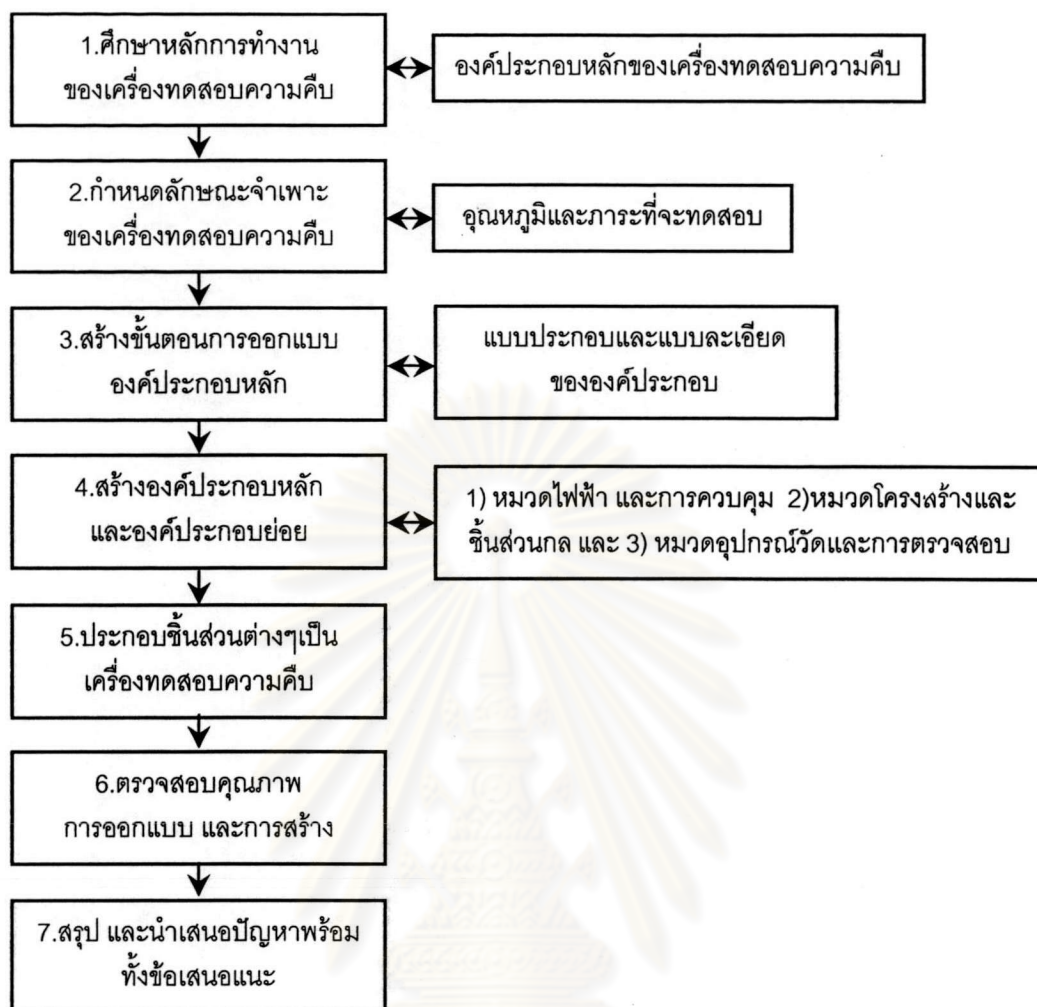 1.ศึกษาหลักการทำงาน
ของเครื่องทดสอบความคืบ
องค์ประกอบหลักของเครื่องทดสอบความคืบ
2.กำหนดลักษณะจำเพาะ
ของเครื่องทดสอบความคืบ
อุณหภูมิและภาระที่จะทดสอบ
3.สร้างขั้นตอนการออกแบบ
องค์ประกอบหลัก
แบบประกอบและแบบละเอียด
ขององค์ประกอบ
4.สร้างองค์ประกอบหลัก
และองค์ประกอบย่อย
1) หมวดไฟฟ้า และการควบคุม 2)หมวดโครงสร้างและ
ชิ้นส่วนกล และ 3) หมวดอุปกรณ์วัดและการตรวจสอบ
5.ประกอบชิ้นส่วนต่างๆเป็น
เครื่องทดสอบความคืบ
6.ตรวจสอบคุณภาพ
การออกแบบ และการสร้าง
7.สรุป และนำเสนอปัญหาพร้อม
ทั้งข้อเสนอแนะ